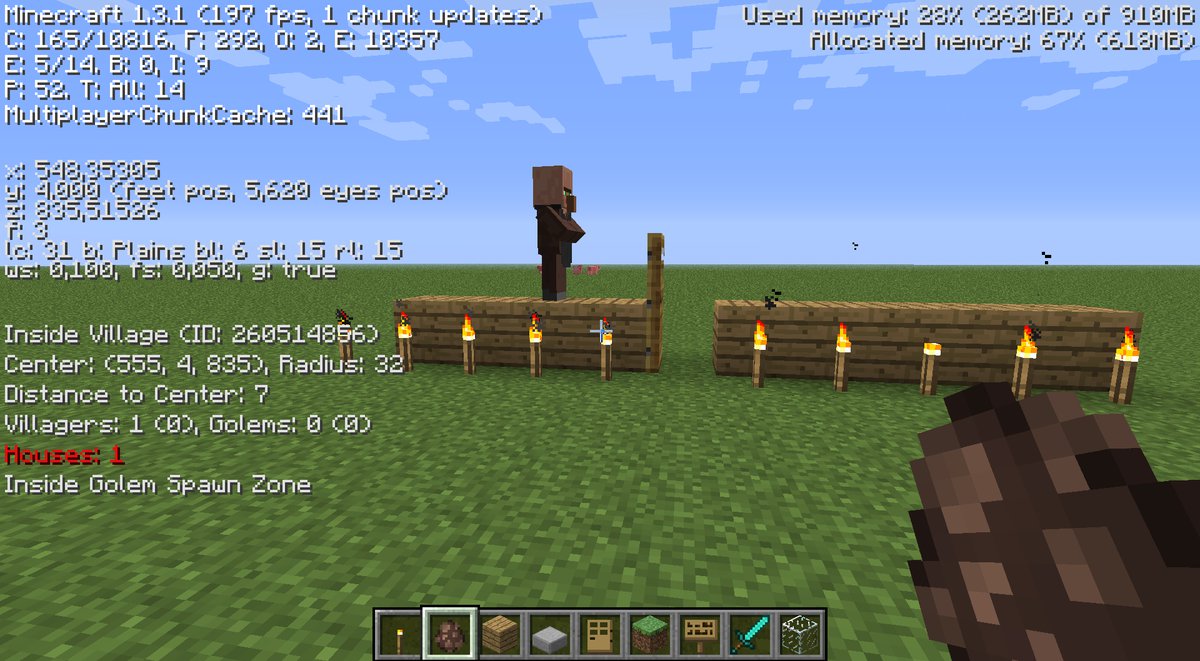 Minecraft 1.3.1 (197 fps, 1 chunk updates)
C: 165/10816. F: 292, O: 2, E: 10357
E: 5/14. B: 0, I: 9
P: 52. T: All: 14
MultiplayerChunkCache: 441
Used memory: 28% (262MB) of 910MB
Allocated memory: 67% (618MB)
x: 548,35305
y: 4,000 (feet pos, 5,620 eyes pos)
z: 835,51526
f: 3
lc: 31 b: Plains bl: 6 sl: 15 rl: 15
ws: 0,100, fs: 0,050, g: true
Inside Village (ID: 260514856)
Center: (555, 4, 835), Radius: 32
Distance to Center: 7
Villagers: 1 (0), Golems: 0 (0)
Houses: 1
Inside Golem Spawn Zone